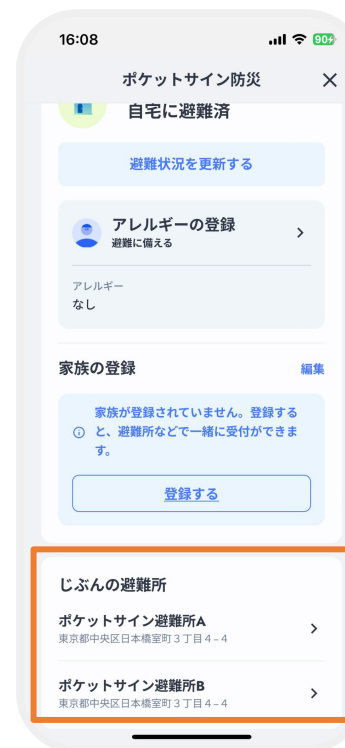 16:08
90
ポケットサイン防災
自宅に避難済
避難状況を更新する
アレルギーの登録
避難に備える
アレルギー
なし
家族の登録
編集
家族が登録されていません。登録する
と、避難所などで一緒に受付ができま
す。
登録する
じぶんの避難所
ポケットサイン避難所A
東京都中央区日本橋室町３丁目４−４
ポケットサイン避難所B
東京都中央区日本橋室町３丁目４−４